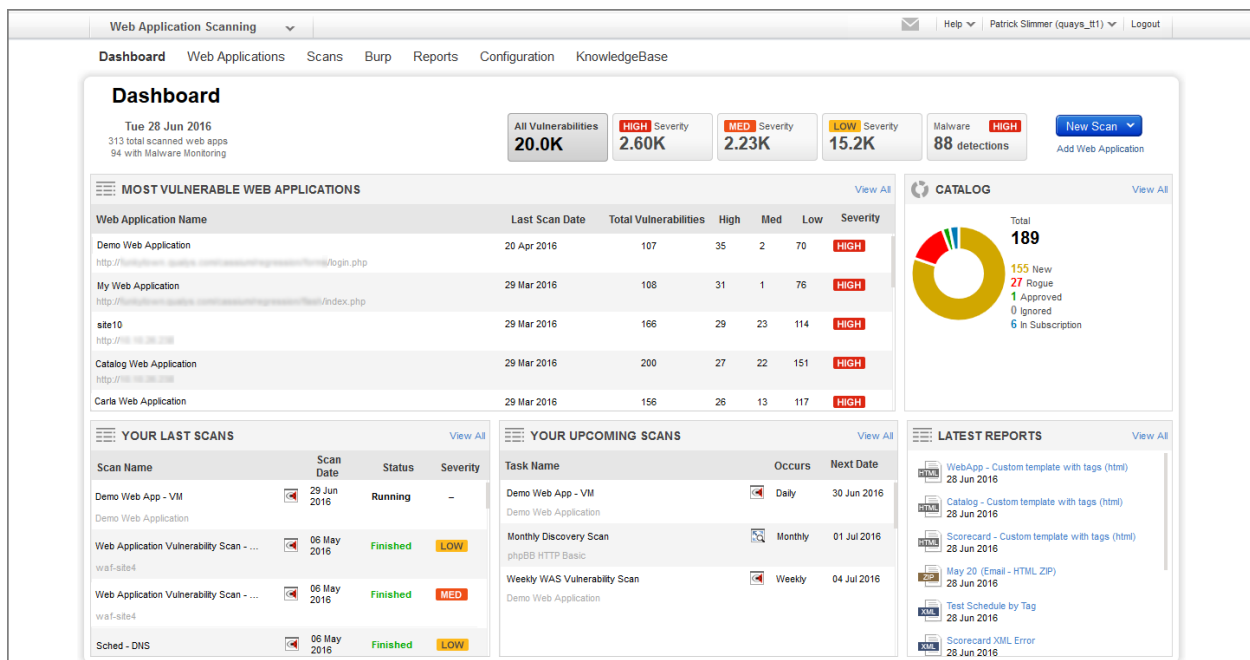 Web Application Scanning
Help Patrick Slimmer (quays_tt1) Logout
Dashboard Web Applications Scans Burp Reports Configuration KnowledgeBase
Dashboard
Tue 28 Jun 2016
313 total scanned web apps
94 with Malware Monitoring
All Vulnerabilities
20.0K
HIGH Severity
2.60K
MED Severity
2.23K
LOW Severity
15.2K
Malware HIGH
88 detections
New Scan
Add Web Application
MOST VULNERABLE WEB APPLICATIONS View All
Web Application Name Last Scan Date Total Vulnerabilities High Med Low Severity
Demo Web Application 20 Apr 2016 107 35 2 70 HIGH
http:// /login.php
My Web Application 29 Mar 2016 108 31 1 76 HIGH
http:// /index.php
site10 29 Mar 2016 166 29 23 114 HIGH
http://
Catalog Web Application 29 Mar 2016 200 27 22 151 HIGH
http://
Carla Web Application 29 Mar 2016 156 26 13 117 HIGH
CATALOG View All
Total
189
155 New
27 Rogue
1 Approved
0 Ignored
6 In Subscription
YOUR LAST SCANS View All
Scan Name Scan Date Status Severity
Demo Web App - VM 29 Jun 2016 Running –
Demo Web Application
Web Application Vulnerability Scan - ... 06 May 2016 Finished LOW
waf-site4
Web Application Vulnerability Scan - ... 06 May 2016 Finished MED
waf-site4
Sched - DNS 06 May 2016 Finished LOW
YOUR UPCOMING SCANS View All
Task Name Occurs Next Date
Demo Web App - VM Daily 30 Jun 2016
Demo Web Application
Monthly Discovery Scan Monthly 01 Jul 2016
phpBB HTTP Basic
Weekly WAS Vulnerability Scan Weekly 04 Jul 2016
Demo Web Application
LATEST REPORTS View All
HTML WebApp - Custom template with tags (html)
28 Jun 2016
HTML Catalog - Custom template with tags (html)
28 Jun 2016
HTML Scorecard - Custom template with tags (html)
28 Jun 2016
ZIP May 20 (Email - HTML ZIP)
28 Jun 2016
XML Test Schedule by Tag
28 Jun 2016
XML Scorecard XML Error
28 Jun 2016